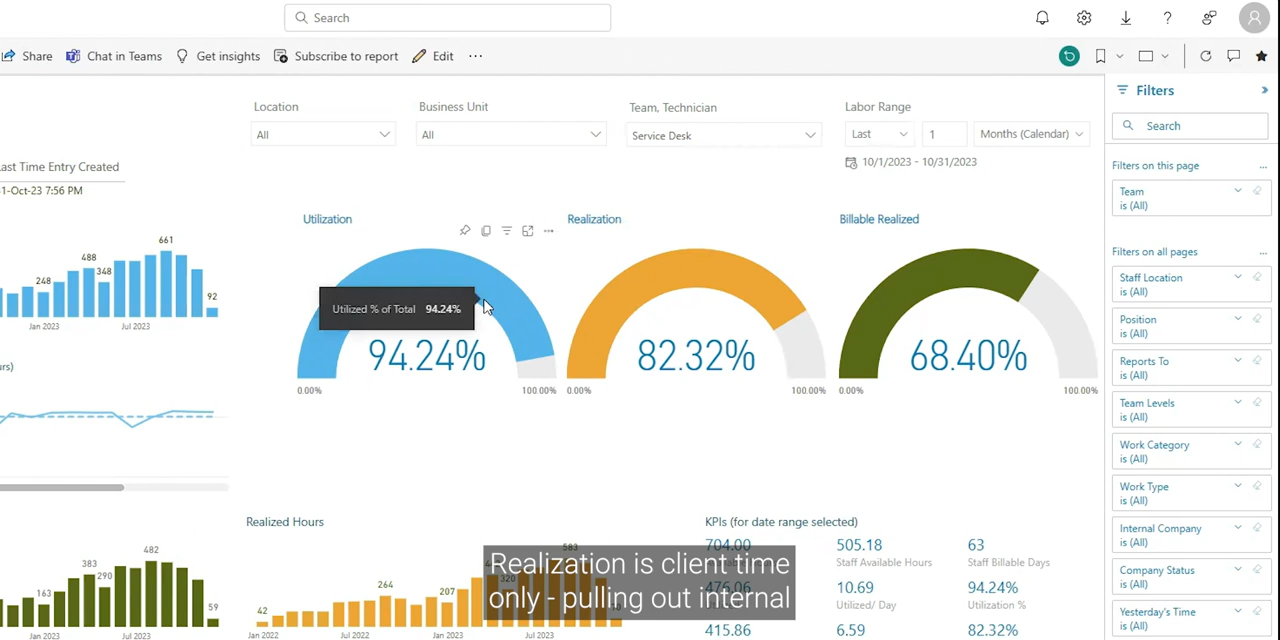 Search
Share Chat in Teams Get insights Subscribe to report Edit ...
Filters
Search
Location Business Unit Team, Technician Labor Range
All All Service Desk Last 1 Months (Calendar)
10/1/2023 - 10/31/2023
ast Time Entry Created
1-Oct-23 7:56 PM
Filters on this page ...
Team
is (All)
Filters on all pages ...
Staff Location
is (All)
Position
is (All)
Reports To
is (All)
Team Levels
is (All)
Work Category
is (All)
Work Type
is (All)
Internal Company
is (All)
Company Status
is (All)
Yesterday's Time
is (All)
Utilization Realization Billable Realized
Utilized % of Total 94.24%
94.24% 82.32% 68.40%
0.00% 100.00% 0.00% 100.00% 0.00% 100.00%
661
488
348
248
92
Jan 2023 Jul 2023
urs)
482
383
290
163
59
Jan 2023 Jul 2023
Realized Hours
583
320
264
207
42
Jan 2022 Jul 2022 Jan 2023 Jul 2023
KPIs (for date range selected)
704.00 505.18 63
Staff Available Hours Staff Billable Days
476.06 10.69 94.24%
Utilized/ Day Utilization %
415.86 6.59 82.32%
Realization is client time
only - pulling out internal